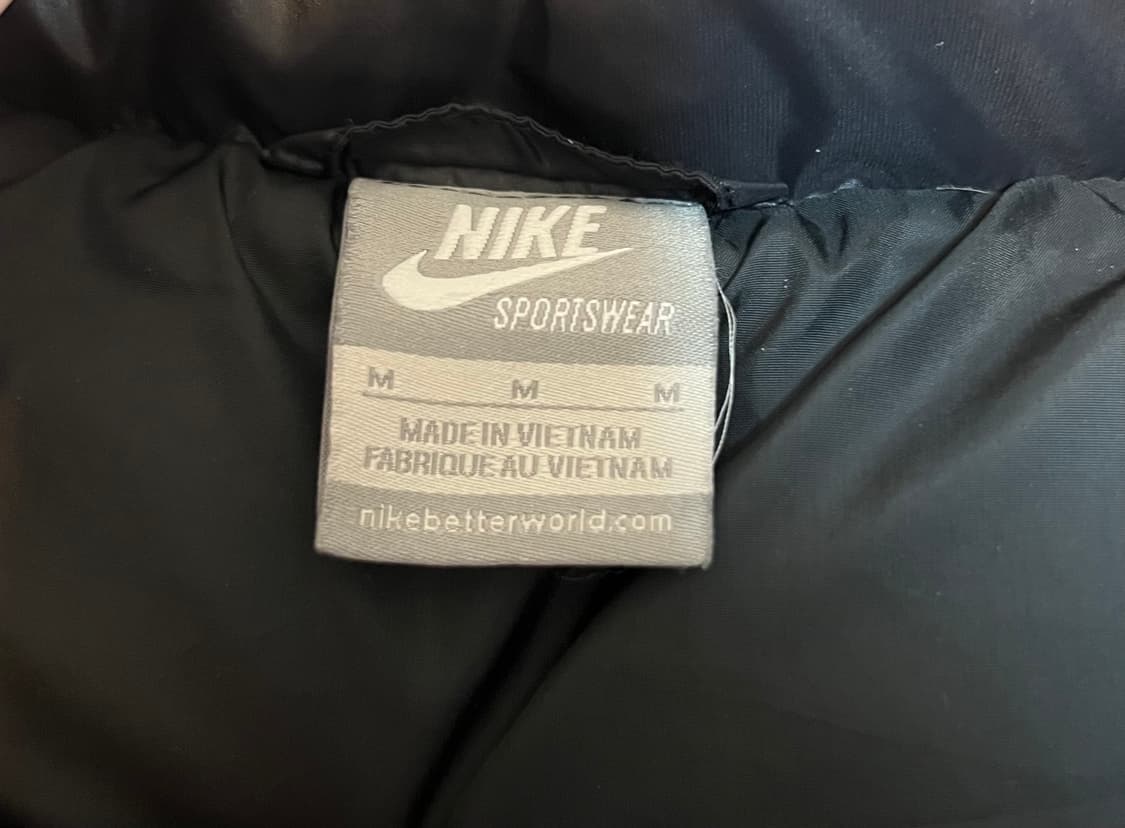 NIKE
SPORTSWEAR
M M M
MADE IN VIETNAM
FABRIQUE AU VIETNAM
nikebetterworld.com